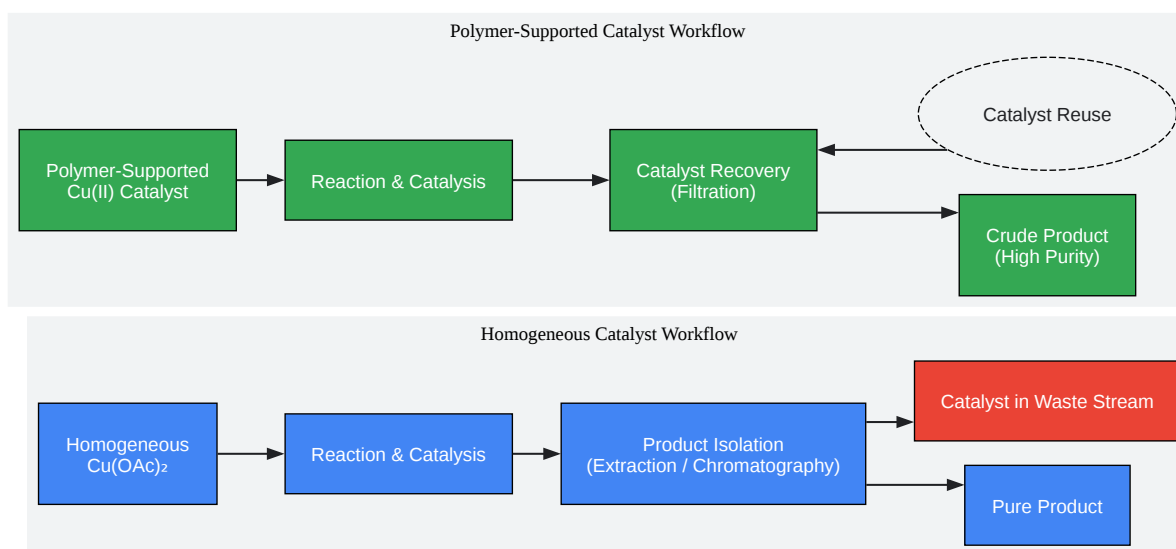 Polymer-Supported Catalyst Workflow
Polymer-Supported
Cu(II) Catalyst
Reaction & Catalysis
Catalyst Recovery
(Filtration)
Catalyst Reuse
Crude Product
(High Purity)
Homogeneous Catalyst Workflow
Homogeneous
Cu(OAc)₂
Reaction & Catalysis
Product Isolation
(Extraction / Chromatography)
Catalyst in Waste Stream
Pure Product